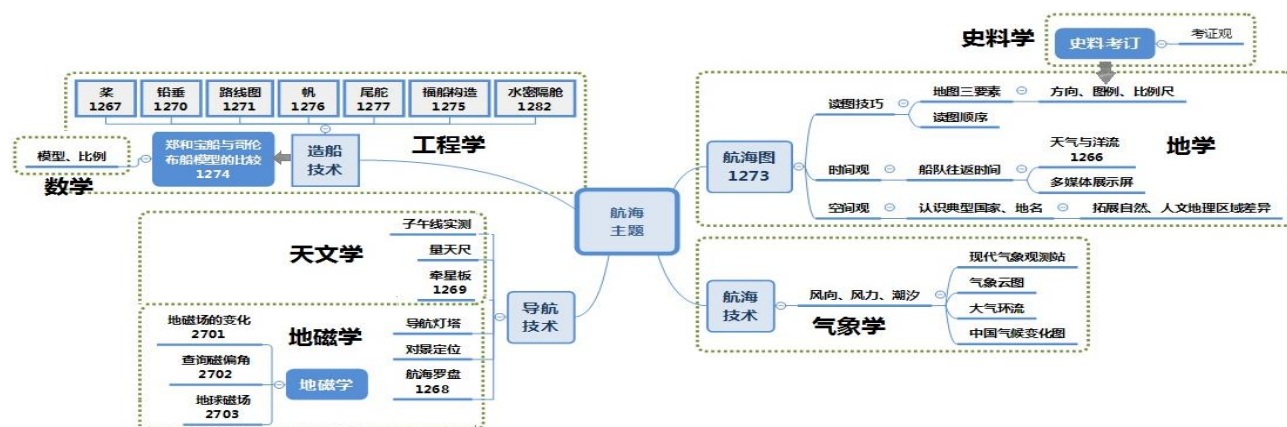 史料学
史料考订
考证观
桨
1267
铅垂
1270
路线图
1271
帆
1276
尾舵
1277
福船构造
1275
水密隔舱
1282
郑和宝船与哥伦
布船模型的比较
1274
模型、比例
数学
造船
技术
工程学
航海
主题
航海图
1273
读图技巧
地图三要素
方向、图例、比例尺
读图顺序
时间观
船队往返时间
天气与洋流
1266
多媒体展示屏
空间观
认识典型国家、地名
拓展自然、人文地理区域差异
地学
天文学
子午线实测
量天尺
牵星板
1269
导航
技术
地磁学
导航灯塔
对景定位
航海罗盘
1268
地磁学
地磁场的变化
2701
查询磁偏角
2702
地球磁场
2703
航海
技术
风向、风力、潮汐
气象学
现代气象观测站
气象云图
大气环流
中国气候变化图